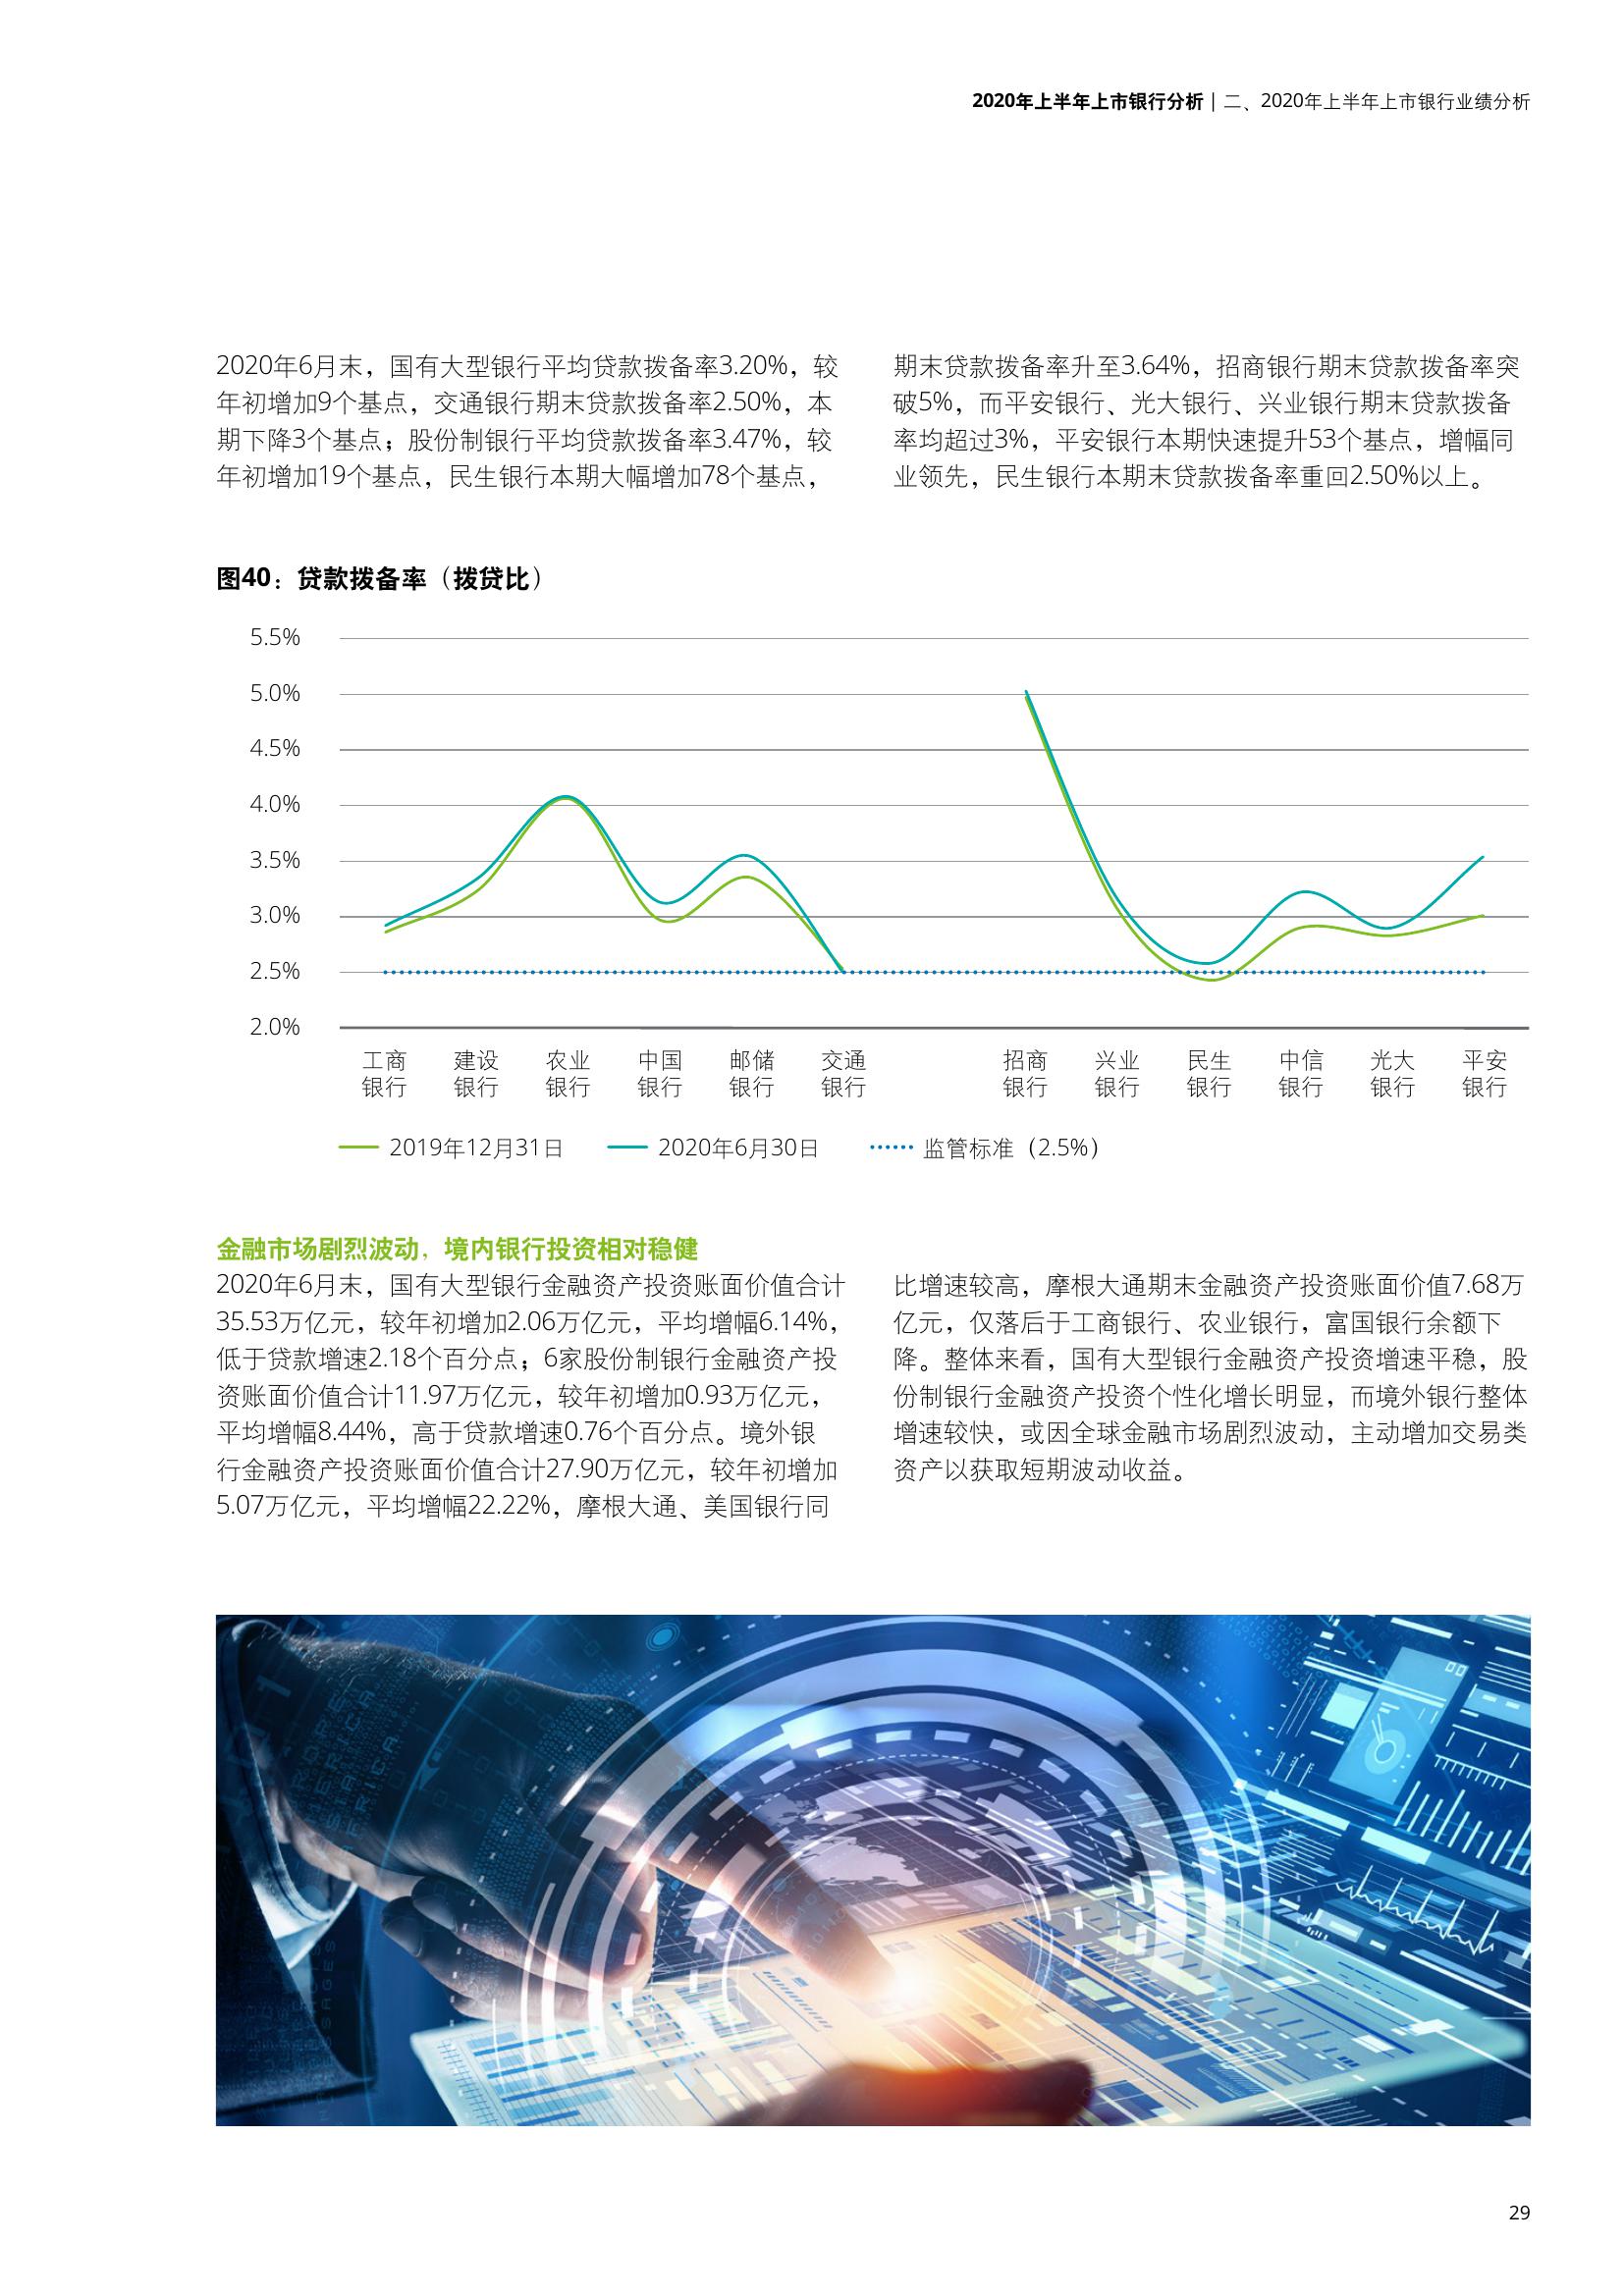 2020年上半年上市银行分析 | 二、2020年上半年上市银行业绩分析
2020年6月末，国有大型银行平均贷款拨备率3.20%，较
年初增加9个基点，交通银行期末贷款拨备率2.50%，本
期下降3个基点；股份制银行平均贷款拨备率3.47%，较
年初增加19个基点，民生银行本期大幅增加78个基点，
期末贷款拨备率升至3.64%，招商银行期末贷款拨备率突
破5%，而平安银行、光大银行、兴业银行期末贷款拨备
率均超过3%，平安银行本期快速提升53个基点，增幅同
业领先，民生银行本期末贷款拨备率重回2.50%以上。
图40：贷款拨备率（拨贷比）
5.5%
5.0%
4.5%
4.0%
3.5%
3.0%
2.5%
2.0%
工商 建设 农业 中国 邮储 交通 招商 兴业 民生 中信 光大 平安
银行 银行 银行 银行 银行 银行 银行 银行 银行 银行 银行 银行
2019年12月31日 2020年6月30日 监管标准（2.5%）
金融市场剧烈波动，境内银行投资相对稳健
2020年6月末，国有大型银行金融资产投资账面价值合计
35.53万亿元，较年初增加2.06万亿元，平均增幅6.14%，
低于贷款增速2.18个百分点；6家股份制银行金融资产投
资账面价值合计11.97万亿元，较年初增加0.93万亿元，
平均增幅8.44%，高于贷款增速0.76个百分点。境外银
行金融资产投资账面价值合计27.90万亿元，较年初增加
5.07万亿元，平均增幅22.22%，摩根大通、美国银行同
比增速较高，摩根大通期末金融资产投资账面价值7.68万
亿元，仅落后于工商银行、农业银行，富国银行余额下
降。整体来看，国有大型银行金融资产投资增速平稳，股
份制银行金融资产投资个性化增长明显，而境外银行整体
增速较快，或因全球金融市场剧烈波动，主动增加交易类
资产以获取短期波动收益。
29